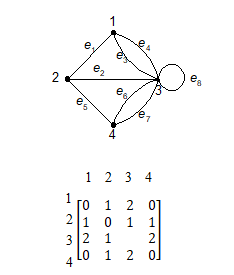 1
e1
e4
e3
2
e2
3
e8
e6
e5
e7
4
1 2 3 4
1 [0 1 2 0]
2 [1 0 1 1]
3 [2 1 2]
4 [0 1 2 0]